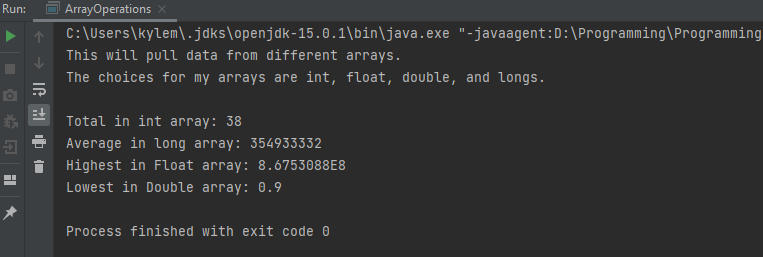 Run: ArrayOperations ×
C:\Users\kylem\.jdks\openjdk-15.0.1\bin\java.exe "-javaagent:D:\Programming\Programming
This will pull data from different arrays.
The choices for my arrays are int, float, double, and longs.
Total in int array: 38
Average in long array: 354933332
Highest in Float array: 8.6753088E8
Lowest in Double array: 0.9
Process finished with exit code 0